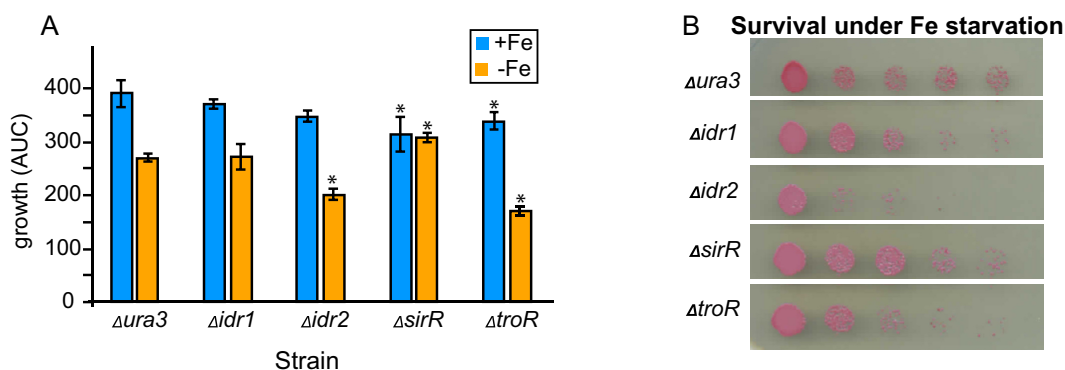 A
+Fe
-Fe
growth (AUC)
400
300
200
100
0
*
*
*
*
*
Δura3
Δidr1
Δidr2
ΔsirR
ΔtroR
Strain
B Survival under Fe starvation
Δura3
Δidr1
Δidr2
ΔsirR
ΔtroR